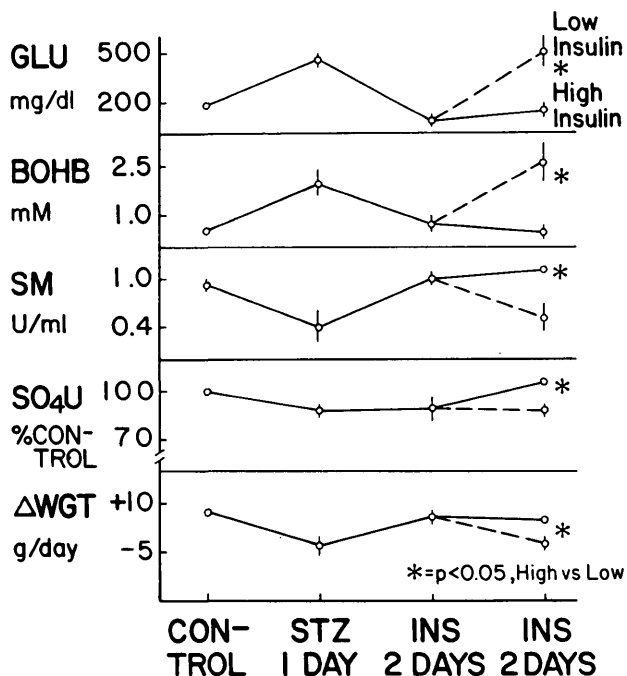 GLU
mg/dl
500
200
Low
Insulin
*
High
Insulin
BOHB
mM
2.5
1.0
*
SM
U/ml
1.0
0.4
*
SO4U
%CON-
TROL
100
70
*
ΔWGT
g/day
+10
-5
*
*=p<0.05, High vs Low
CON-
TROL
STZ
1 DAY
INS
2 DAYS
INS
2 DAYS